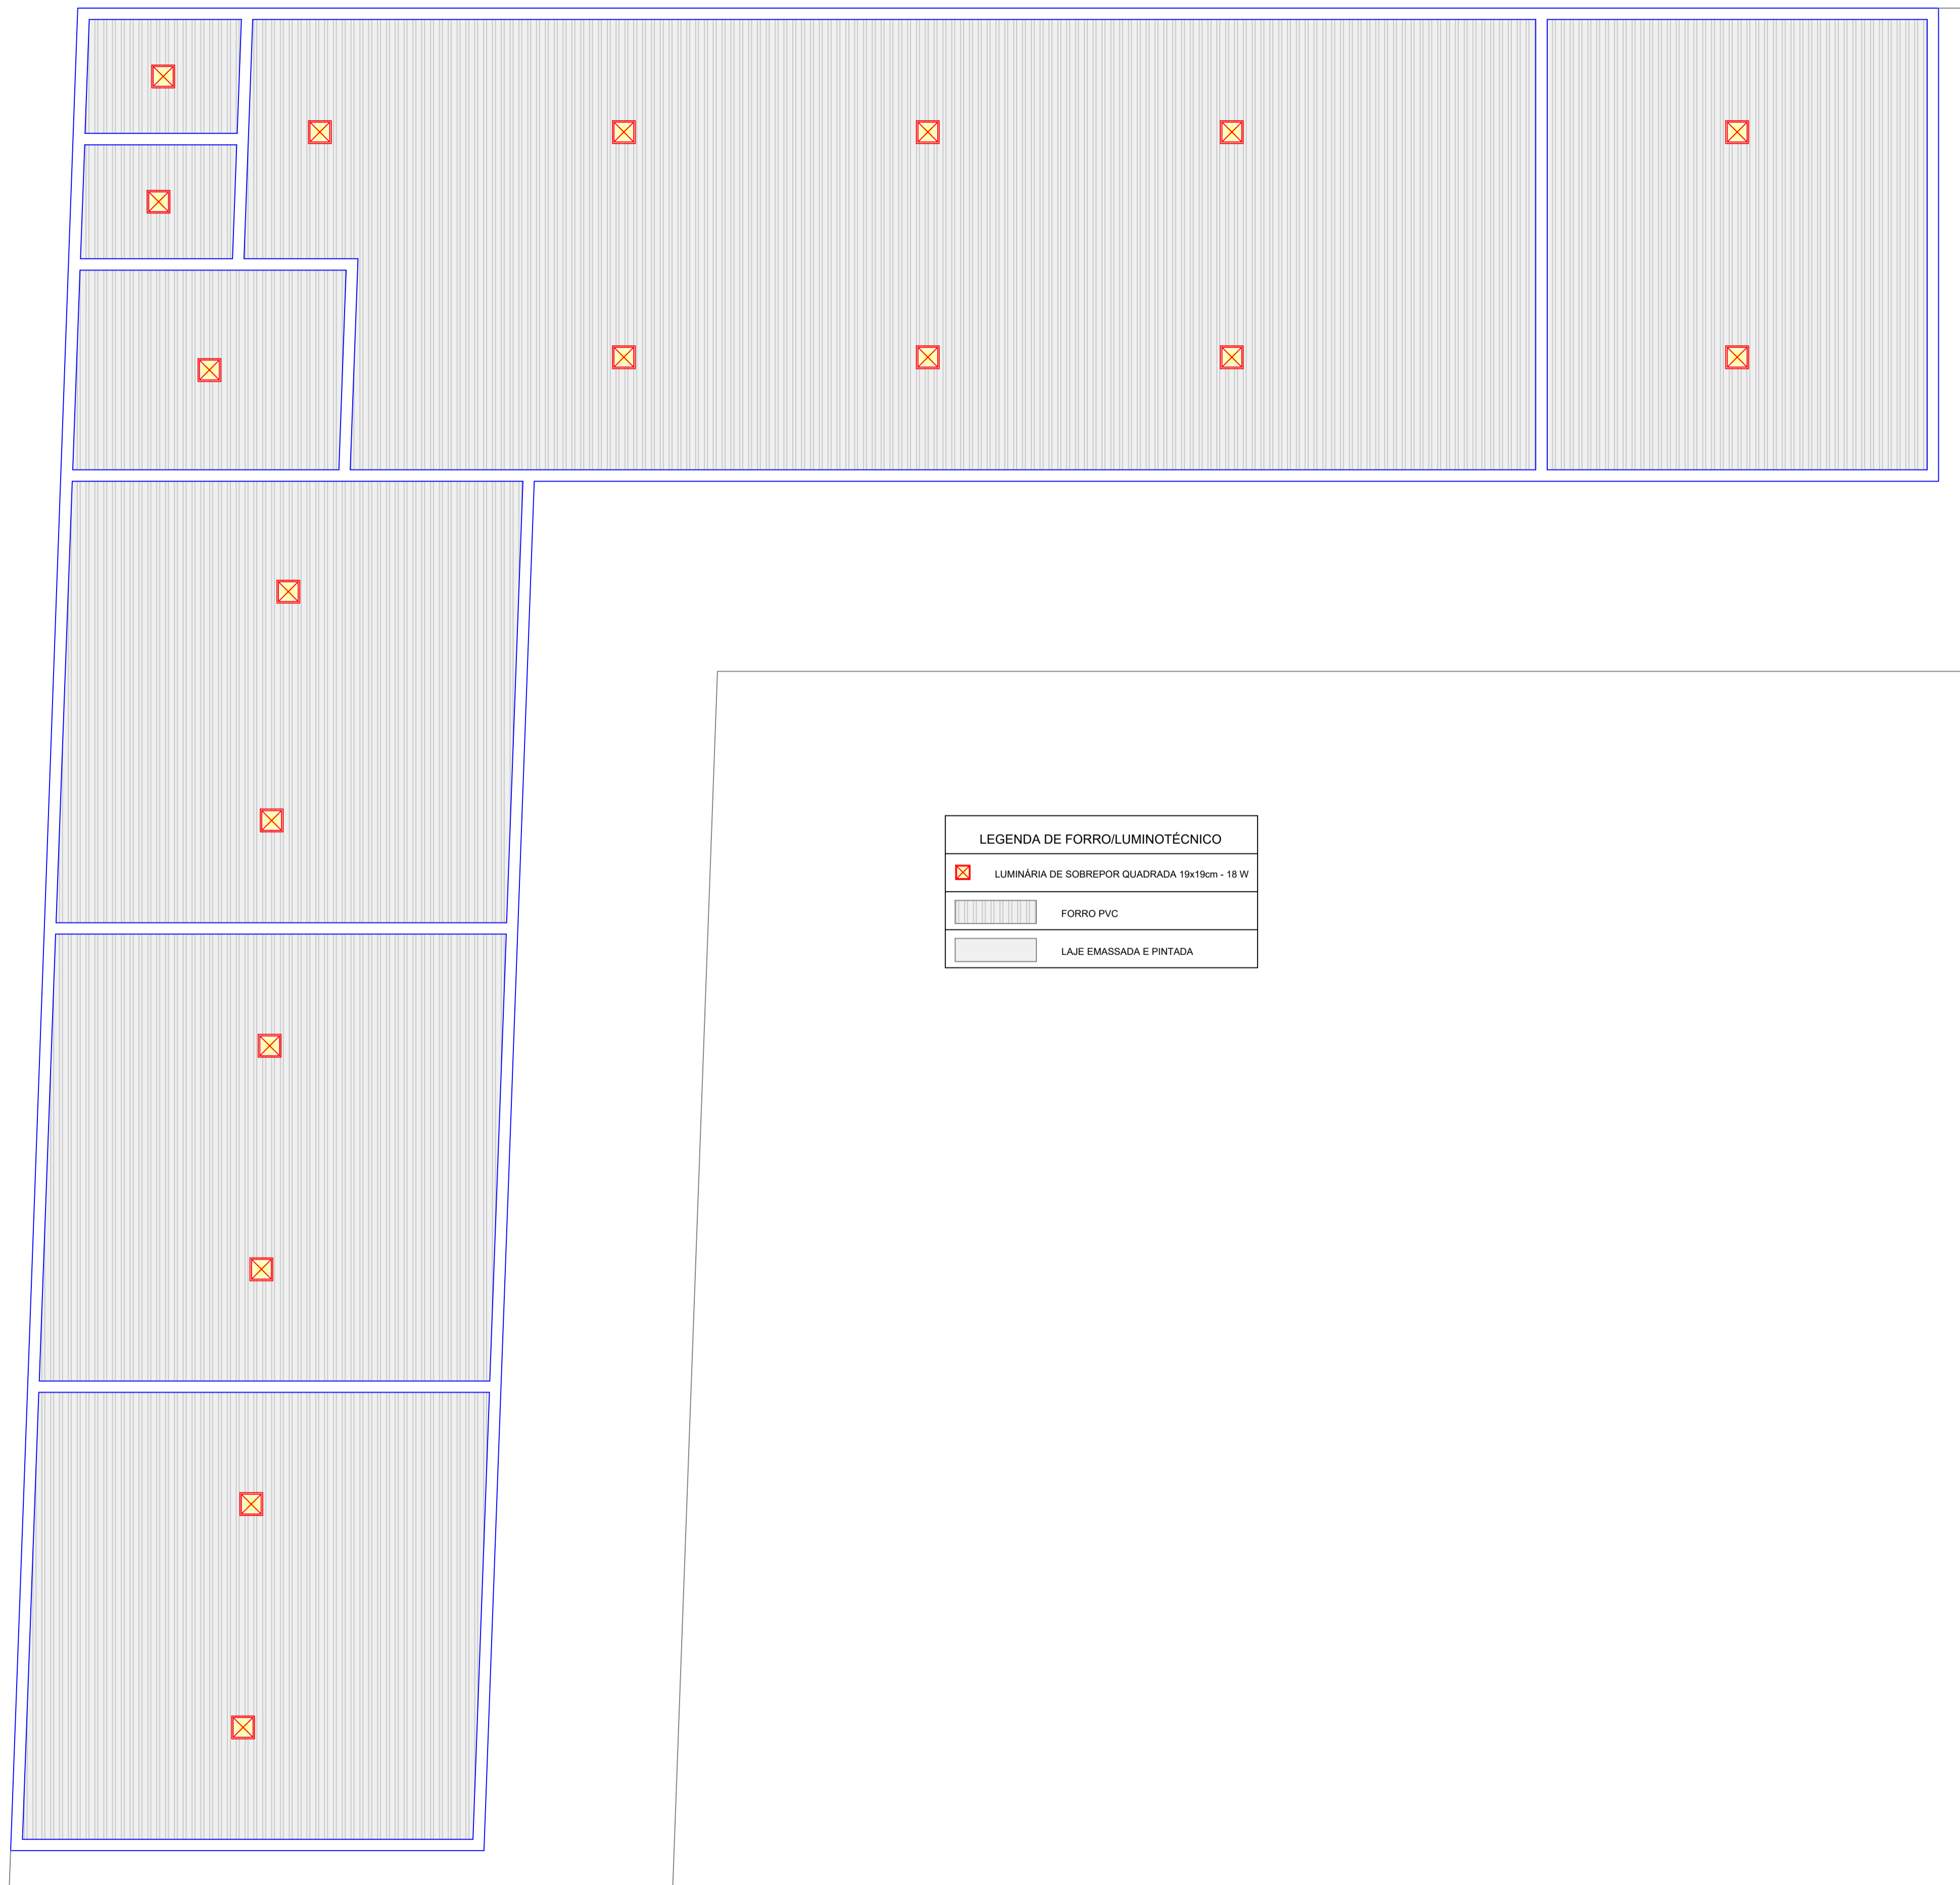 LEGENDA DE FORRO/LUMINOTÉCNICO
LUMINÁRIA DE SOBREPOR QUADRADA 19x19cm - 18 W
FORRO PVC
LAJE EMASSADA E PINTADA